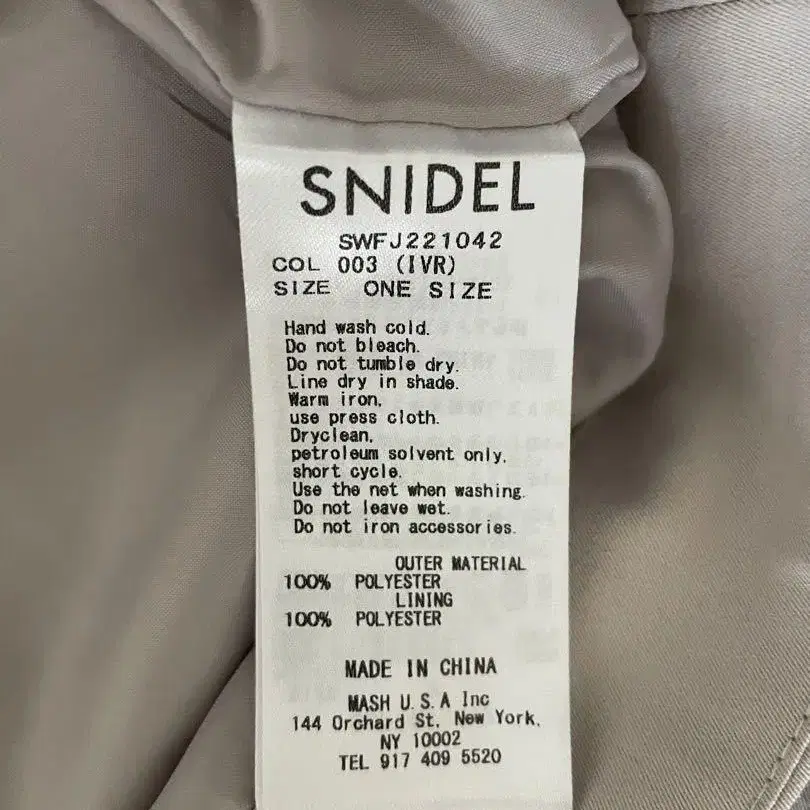 SNIDEL
SWFJ221042
COL 003 (IVR)
SIZE ONE SIZE
Hand wash cold.
Do not bleach.
Do not tumble dry.
Line dry in shade.
Warm iron,
use press cloth.
Dryclean,
petroleum solvent only,
short cycle.
Use the net when washing.
Do not leave wet.
Do not iron accessories.
OUTER MATERIAL
100% POLYESTER
LINING
100% POLYESTER
MADE IN CHINA
MASH U.S.A Inc
144 Orchard St, New York,
NY 10002
TEL 917 409 5520